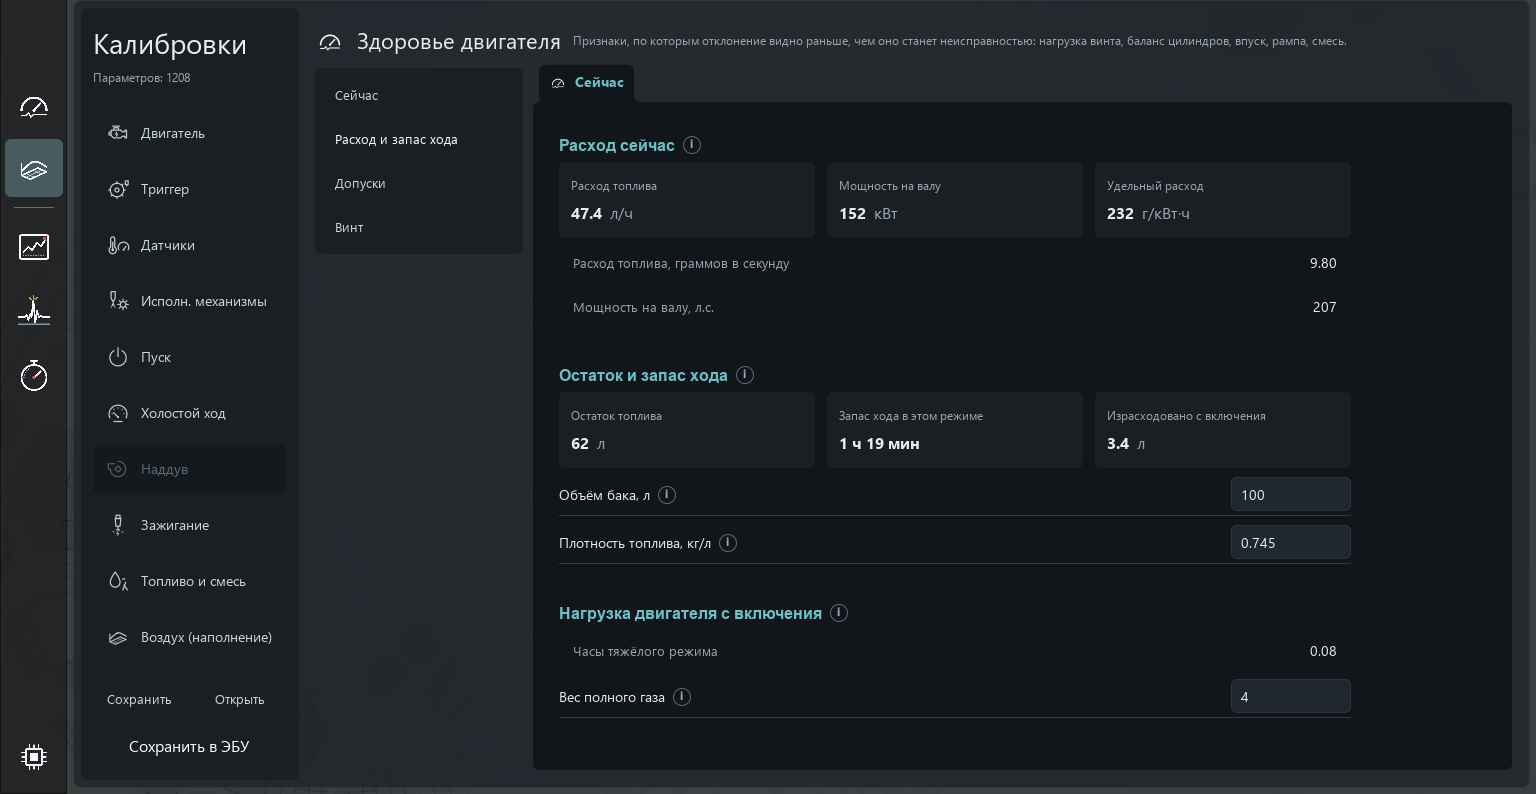 Калибровки
Параметров: 1208
Двигатель
Триггер
Датчики
Исполн. механизмы
Пуск
Холостой ход
Наддув
Зажигание
Топливо и смесь
Воздух (наполнение)
Сохранить
Открыть
Сохранить в ЭБУ
Здоровье двигателя
Признаки, по которым отклонение видно раньше, чем оно станет неисправностью: нагрузка винта, баланс цилиндров, впуск, рампа, смесь.
Сейчас
Расход и запас хода
Допуски
Винт
Сейчас
Расход сейчас
Расход топлива
47.4 л/ч
Мощность на валу
152 кВт
Удельный расход
232 г/кВт·ч
Расход топлива, граммов в секунду 9.80
Мощность на валу, л.с. 207
Остаток и запас хода
Остаток топлива
62 л
Запас хода в этом режиме
1 ч 19 мин
Израсходовано с включения
3.4 л
Объём бака, л 100
Плотность топлива, кг/л 0.745
Нагрузка двигателя с включения
Часы тяжёлого режима 0.08
Вес полного газа 4